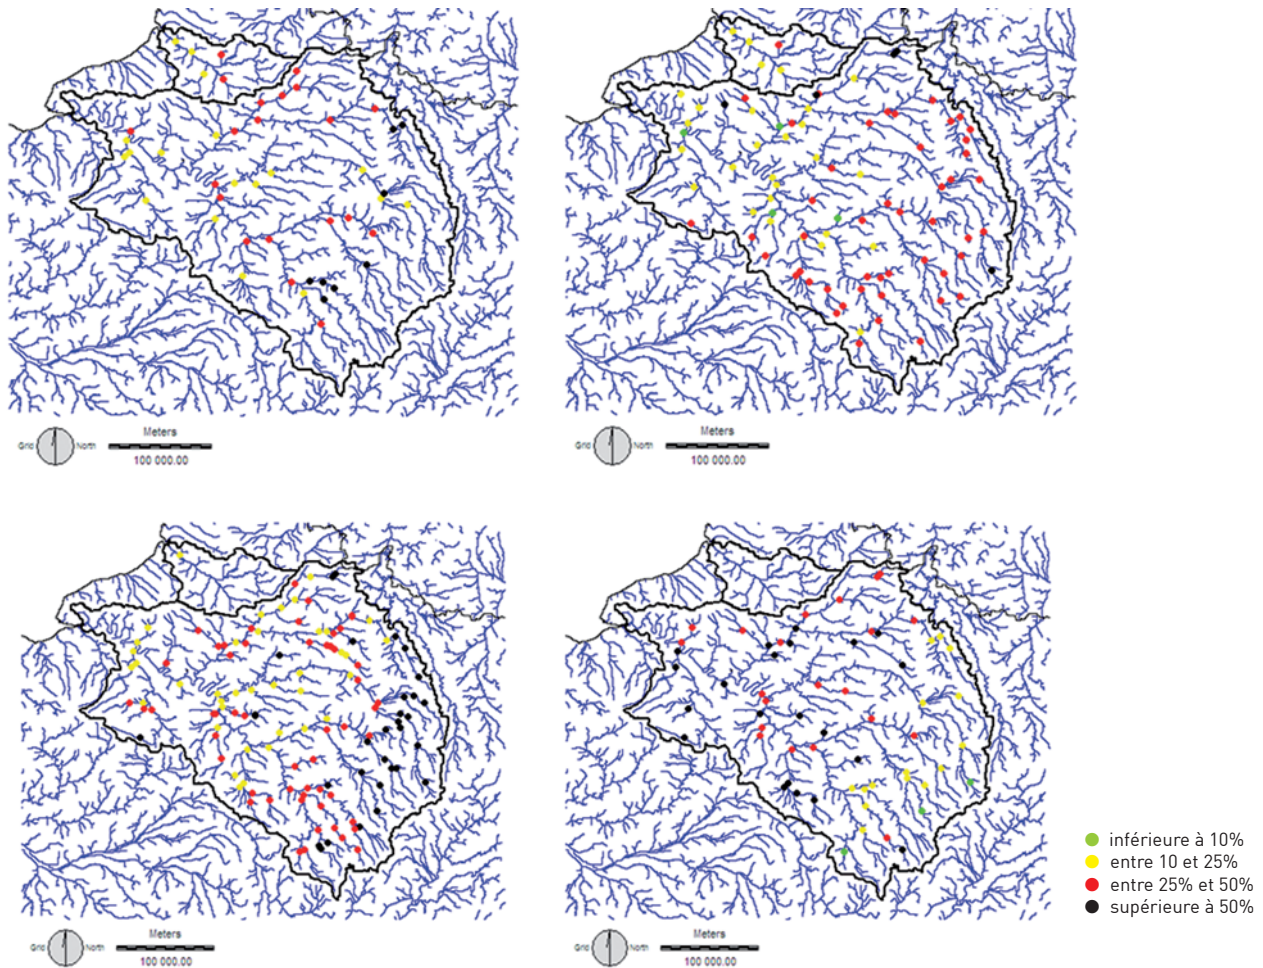 Meters
Grid North
100 000.00
Meters
Grid North
100 000.00
inférieure à 10%
entre 10 et 25%
entre 25% et 50%
supérieure à 50%
Meters
Grid North
100 000.00
Meters
Grid North
100 000.00